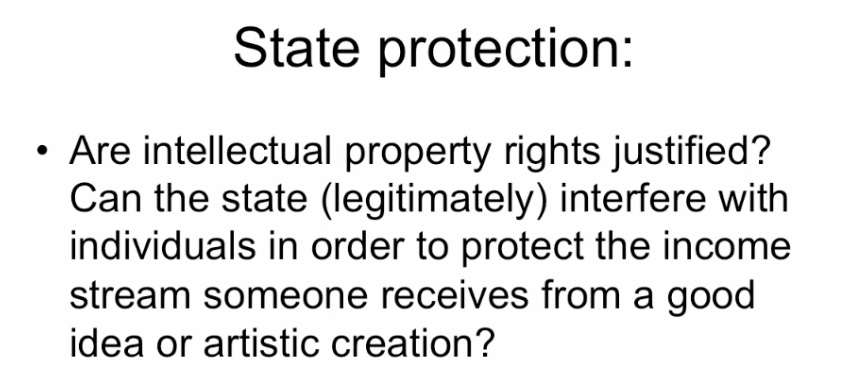 State protection:
• Are intellectual property rights justified?
Can the state (legitimately) interfere with
individuals in order to protect the income
stream someone receives from a good
idea or artistic creation?